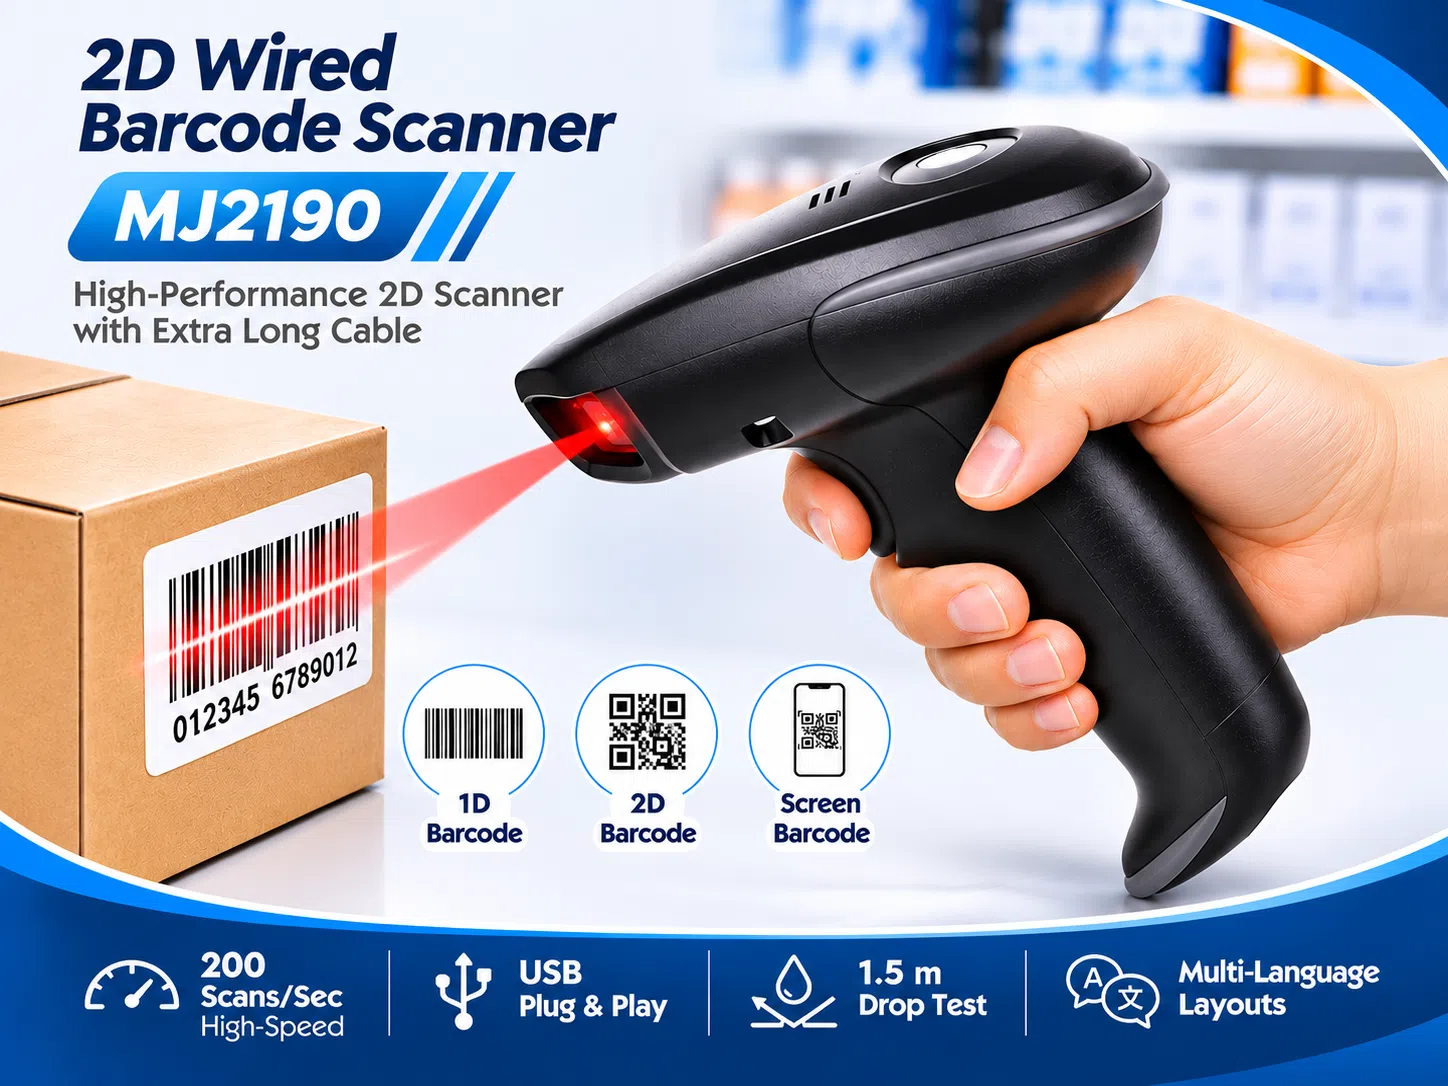 2D Wired
Barcode Scanner
MJ2190
High-Performance 2D Scanner
with Extra Long Cable
012345 6789012
1D
Barcode
2D
Barcode
Screen
Barcode
200
Scans/Sec
High-Speed
USB
Plug & Play
1.5 m
Drop Test
A
文
Multi-Language
Layouts